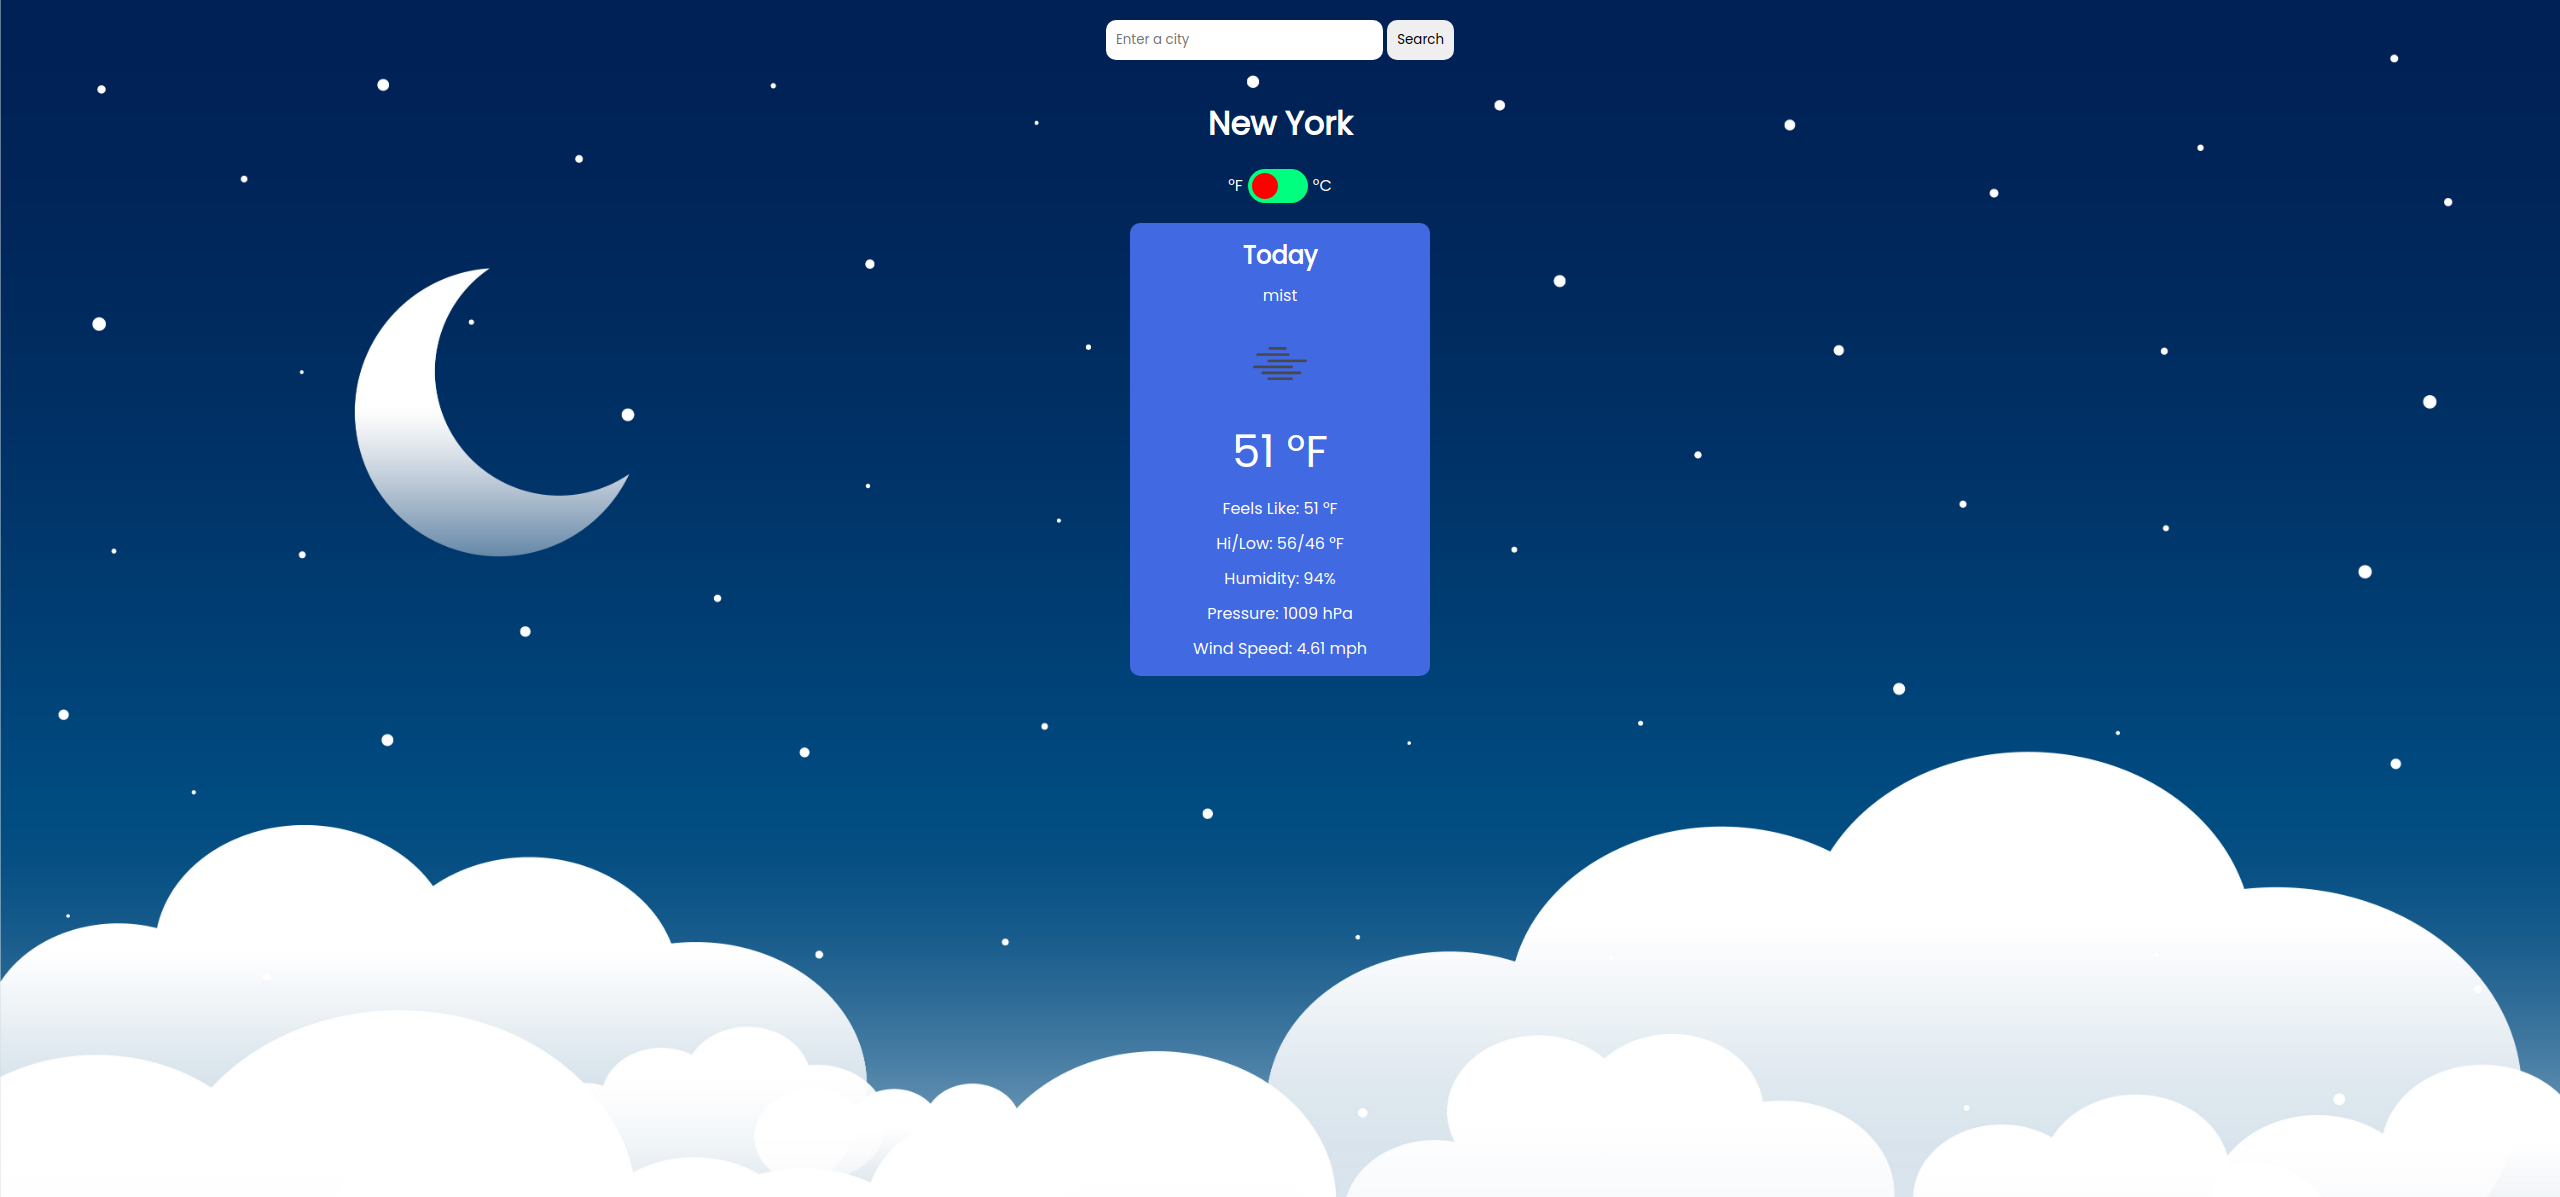 Enter a city Search
New York
°F °C
Today
mist
51 °F
Feels Like: 51 °F
Hi/Low: 56/46 °F
Humidity: 94%
Pressure: 1009 hPa
Wind Speed: 4.61 mph